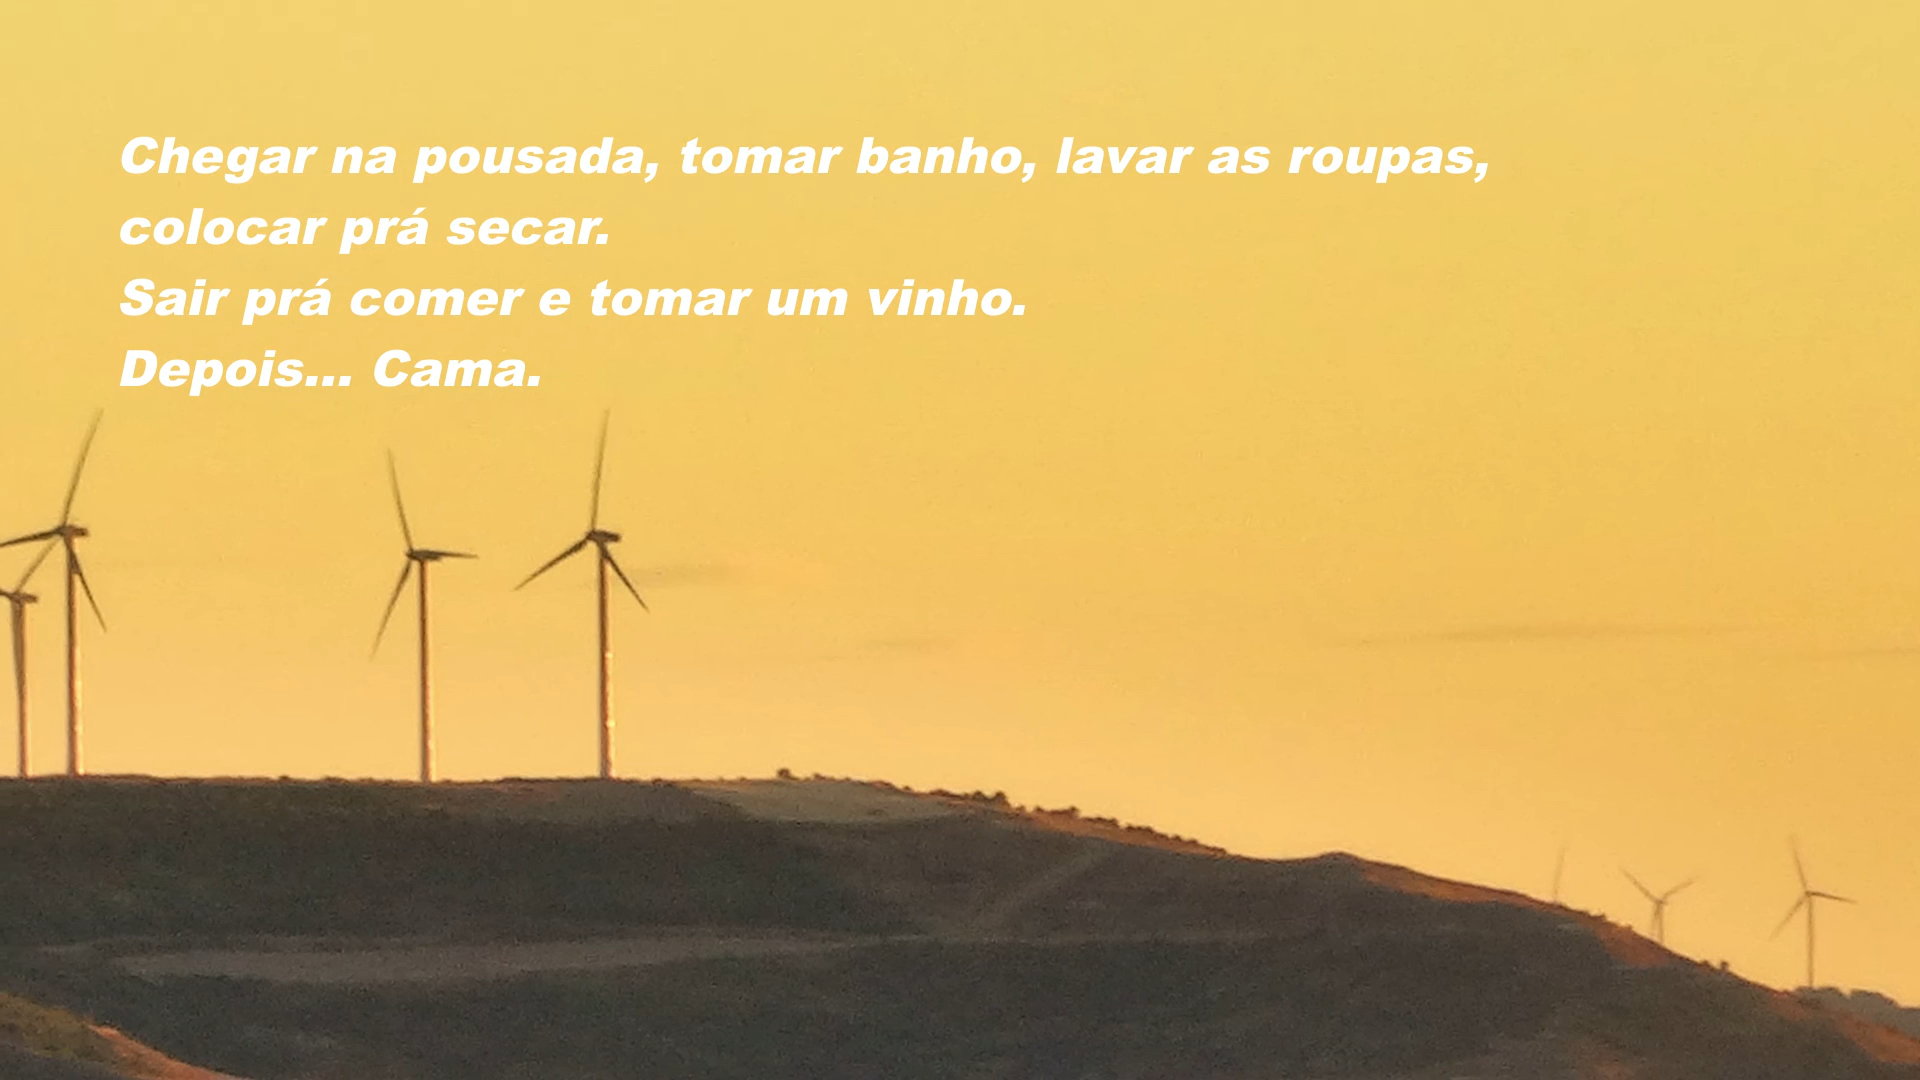 Chegar na pousada, tomar banho, lavar as roupas,
colocar prá secar.
Sair prá comer e tomar um vinho.
Depois... Cama.